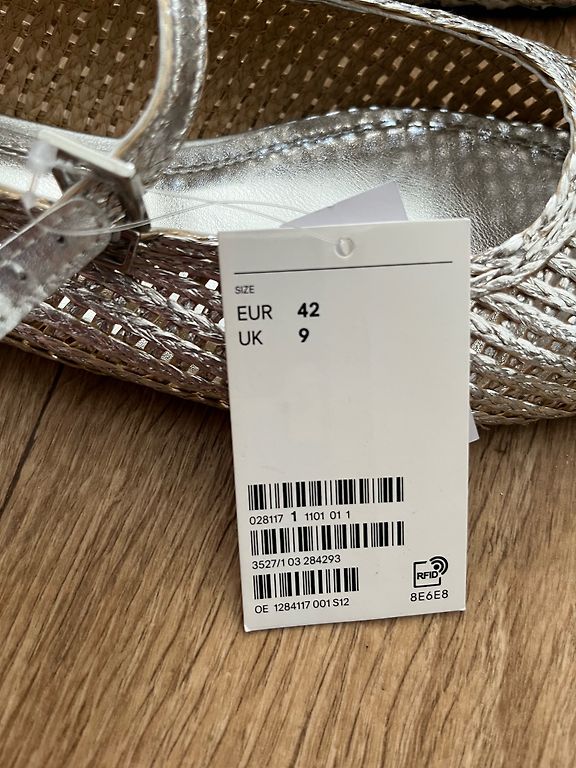 SIZE
EUR 42
UK 9
028117 1 1101 01 1
3527/1 03 284293
OE 1284117 001 S12
RFID
8E6E8